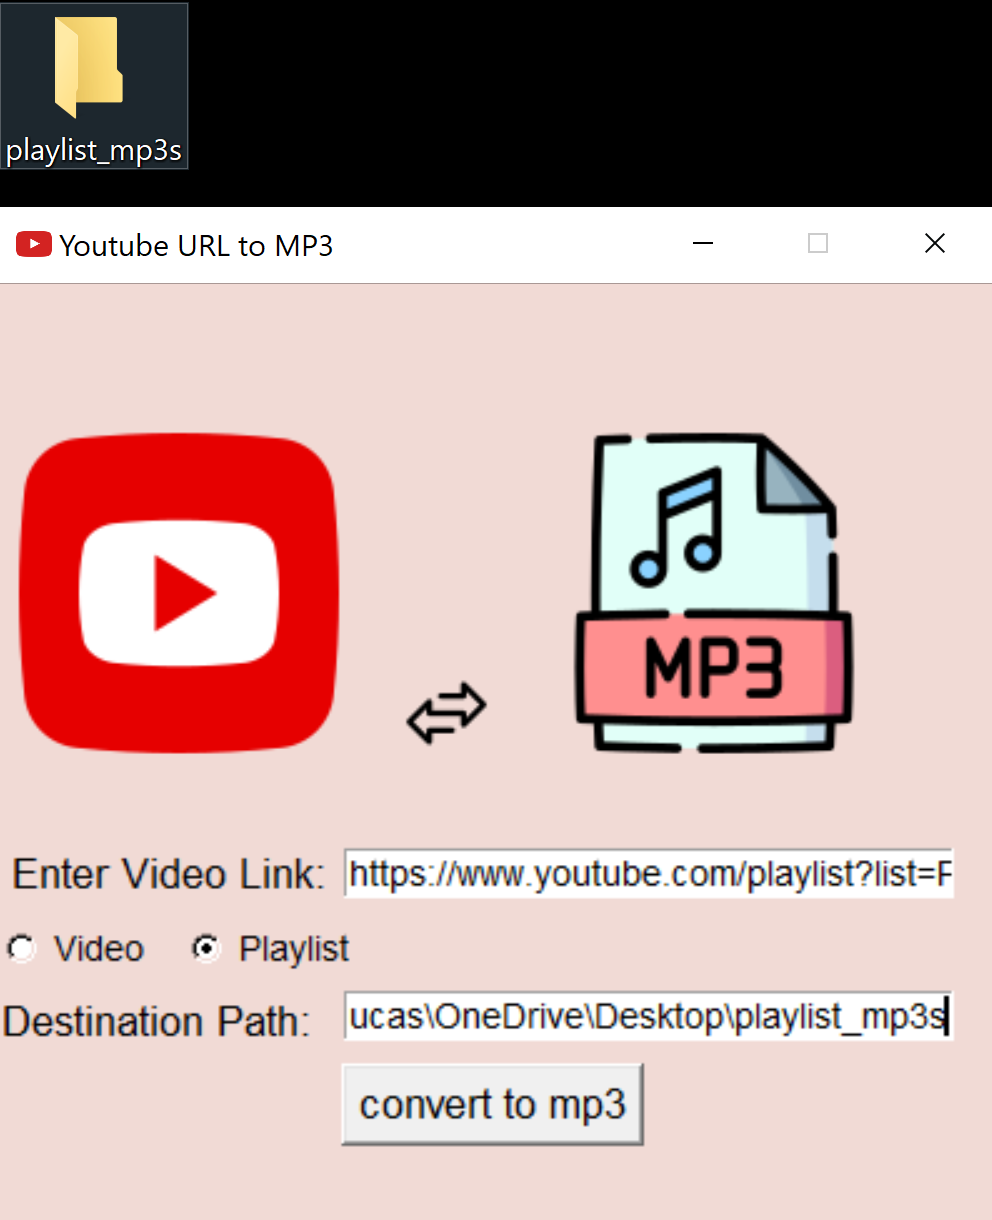 playlist_mp3s
Youtube URL to MP3
MP3
Enter Video Link: https://www.youtube.com/playlist?list=
Video Playlist
Destination Path: ucas\OneDrive\Desktop\playlist_mp3s
convert to mp3